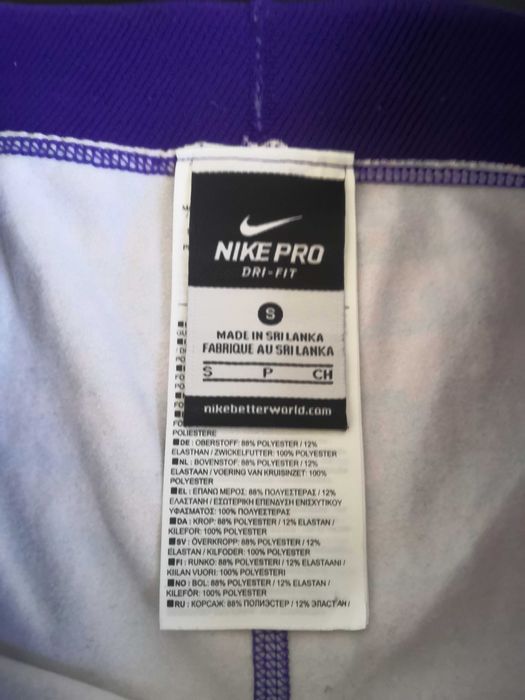 NIKE PRO
DRI-FIT
S
MADE IN SRI LANKA
FABRIQUE AU SRI LANKA
S P CH
nikebetterworld.com
POLIESTERE
DE: OBERSTOFF: 88% POLYESTER / 12%
ELASTHAN / ZWICKELFUTTER: 100% POLYESTER
NL: BOVENSTOF: 88% POLYESTER / 12%
ELASTAAN / VOERING VAN KRUISINZET: 100%
POLYESTER
EL: ΕΠΑΝΩ ΜΕΡΟΣ: 88% ΠΟΛΥΕΣΤΕΡΑΣ / 12%
ΕΛΑΣΤΑΝΗ / ΕΣΩΤΕΡΙΚΗ ΕΠΕΝΔΥΣΗ ΕΝΙΣΧΥΤΙΚΟΥ
ΥΦΑΣΜΑΤΟΣ: 100% ΠΟΛΥΕΣΤΕΡΑΣ
DA: KROP: 88% POLYESTER / 12% ELASTAN /
KILEFOR: 100% POLYESTER
SV: ÖVERKROPP: 88% POLYESTER / 12%
ELASTAN / KILFODER: 100% POLYESTER
FI: RUNKO: 88% POLYESTERI / 12% ELASTAANI /
KIILAN VUORI: 100% POLYESTERI
NO: BOL: 88% POLYESTER / 12% ELASTAN /
KILEFÔR: 100% POLYESTER
RU: КОРСАЖ: 88% ПОЛИЭСТЕР / 12% ЭЛАСТАН /